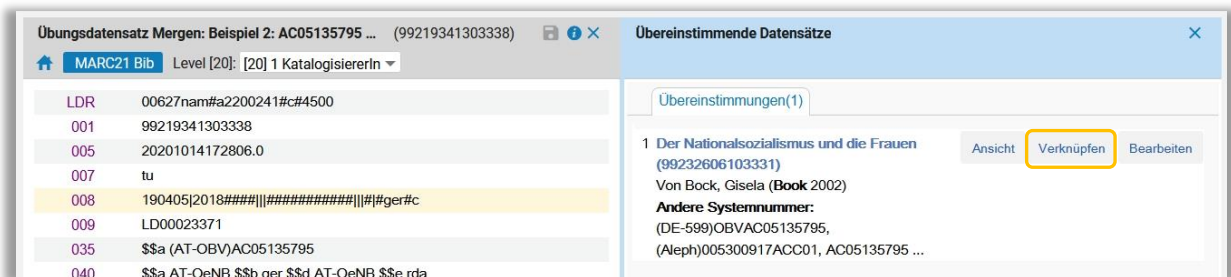 Übungsdatensatz Mergen: Beispiel 2: AC05135795 ... (99219341303338)
MARC21 Bib Level [20]: [20] 1 KatalogisiererIn
LDR 00627nam#a2200241#c#4500
001 99219341303338
005 20201014172806.0
007 tu
008 190405|2018####|||###########|||#|#ger#c
009 LD00023371
035 $$a (AT-OBV)AC05135795
040 $$a AT-OeNB $$b ger $$d AT-OeNB $$e rda
Übereinstimmende Datensätze
Übereinstimmungen(1)
1 Der Nationalsozialismus und die Frauen Ansicht Verknüpfen Bearbeiten
(99232606103331)
Von Bock, Gisela (Book 2002)
Andere Systemnummer:
(DE-599)OBVAC05135795,
(Aleph)005300917ACC01, AC05135795 ...